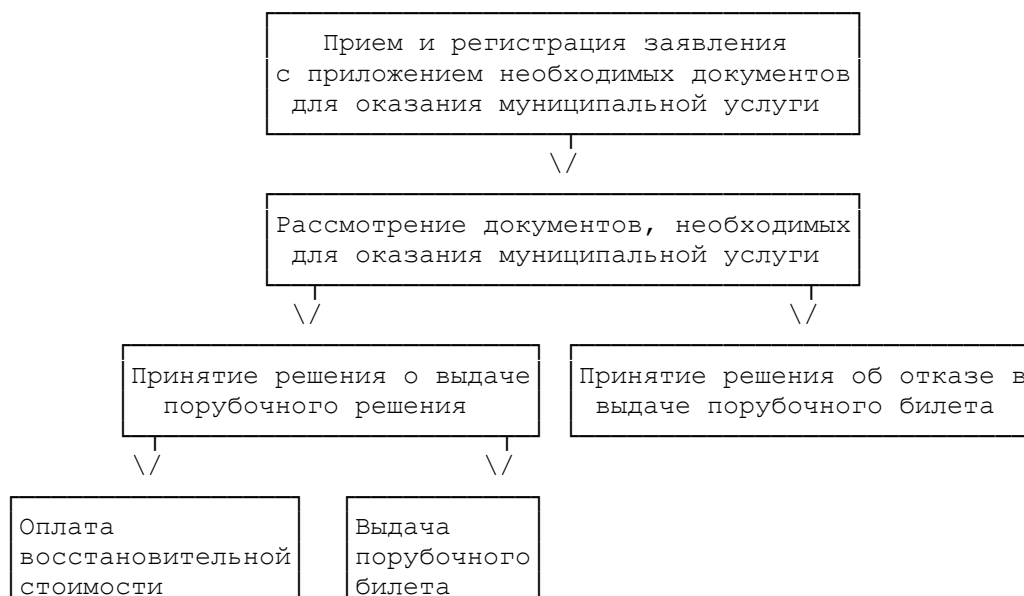 Прием и регистрация заявления
с приложением необходимых документов
для оказания муниципальной услуги
Рассмотрение документов, необходимых
для оказания муниципальной услуги
Принятие решения о выдаче
порубочного решения
Принятие решения об отказе в
выдаче порубочного билета
Оплата
восстановительной
стоимости
Выдача
порубочного
билета